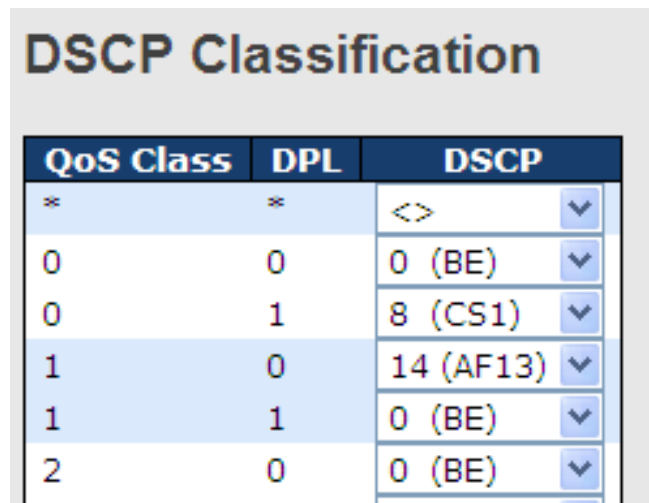 DSCP Classification
QoS Class DPL DSCP
* * <>
0 0 0 (BE)
0 1 8 (CS1)
1 0 14 (AF13)
1 1 0 (BE)
2 0 0 (BE)